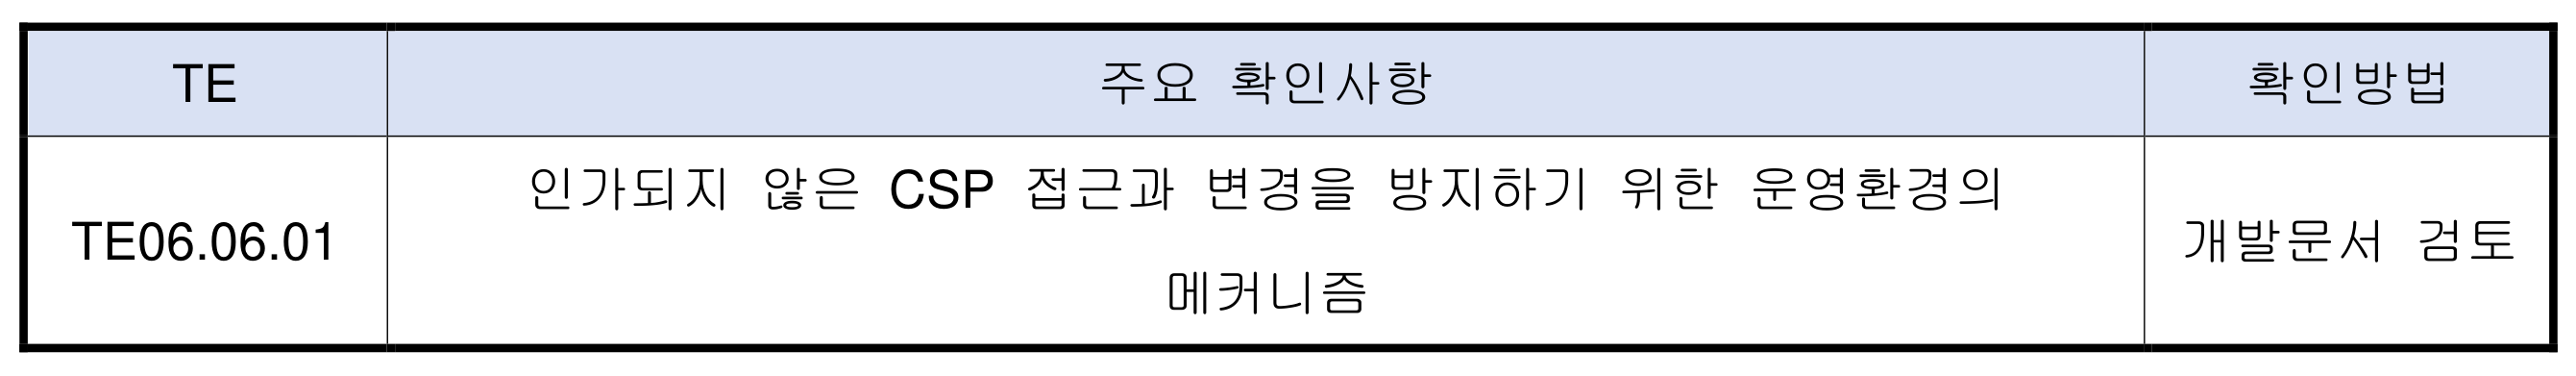 TE
주요 확인사항
확인방법
TE06.06.01
인가되지 않은 CSP 접근과 변경을 방지하기 위한 운영환경의
메커니즘
개발문서 검토